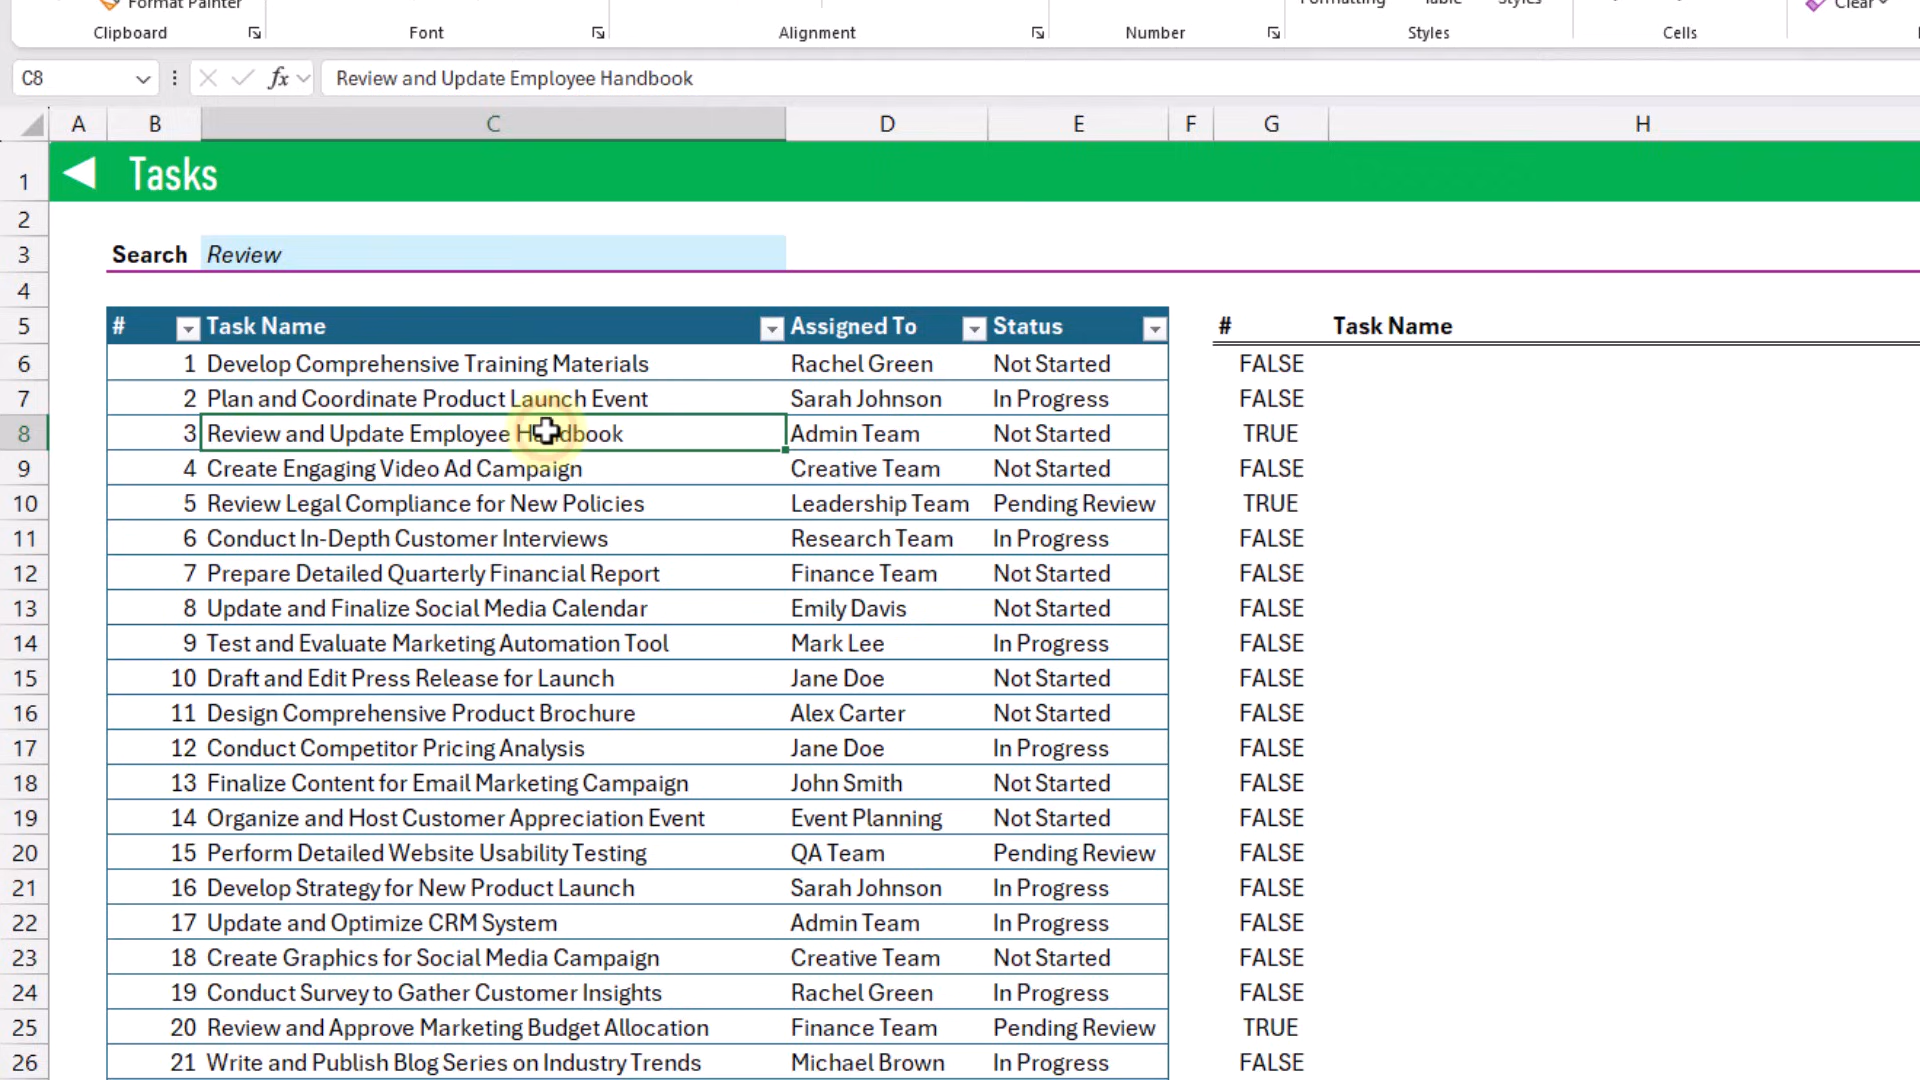 Format Painter
Formatting Table Styles
Clear
Clipboard Font Alignment Number Styles Cells
C8 fx Review and Update Employee Handbook
A B C D E F G H
1 Tasks
2
3 Search Review
4
5 # Task Name Assigned To Status # Task Name
6 1 Develop Comprehensive Training Materials Rachel Green Not Started FALSE
7 2 Plan and Coordinate Product Launch Event Sarah Johnson In Progress FALSE
8 3 Review and Update Employee Handbook Admin Team Not Started TRUE
9 4 Create Engaging Video Ad Campaign Creative Team Not Started FALSE
10 5 Review Legal Compliance for New Policies Leadership Team Pending Review TRUE
11 6 Conduct In-Depth Customer Interviews Research Team In Progress FALSE
12 7 Prepare Detailed Quarterly Financial Report Finance Team Not Started FALSE
13 8 Update and Finalize Social Media Calendar Emily Davis Not Started FALSE
14 9 Test and Evaluate Marketing Automation Tool Mark Lee In Progress FALSE
15 10 Draft and Edit Press Release for Launch Jane Doe Not Started FALSE
16 11 Design Comprehensive Product Brochure Alex Carter Not Started FALSE
17 12 Conduct Competitor Pricing Analysis Jane Doe In Progress FALSE
18 13 Finalize Content for Email Marketing Campaign John Smith Not Started FALSE
19 14 Organize and Host Customer Appreciation Event Event Planning Not Started FALSE
20 15 Perform Detailed Website Usability Testing QA Team Pending Review FALSE
21 16 Develop Strategy for New Product Launch Sarah Johnson In Progress FALSE
22 17 Update and Optimize CRM System Admin Team In Progress FALSE
23 18 Create Graphics for Social Media Campaign Creative Team Not Started FALSE
24 19 Conduct Survey to Gather Customer Insights Rachel Green In Progress FALSE
25 20 Review and Approve Marketing Budget Allocation Finance Team Pending Review TRUE
26 21 Write and Publish Blog Series on Industry Trends Michael Brown In Progress FALSE